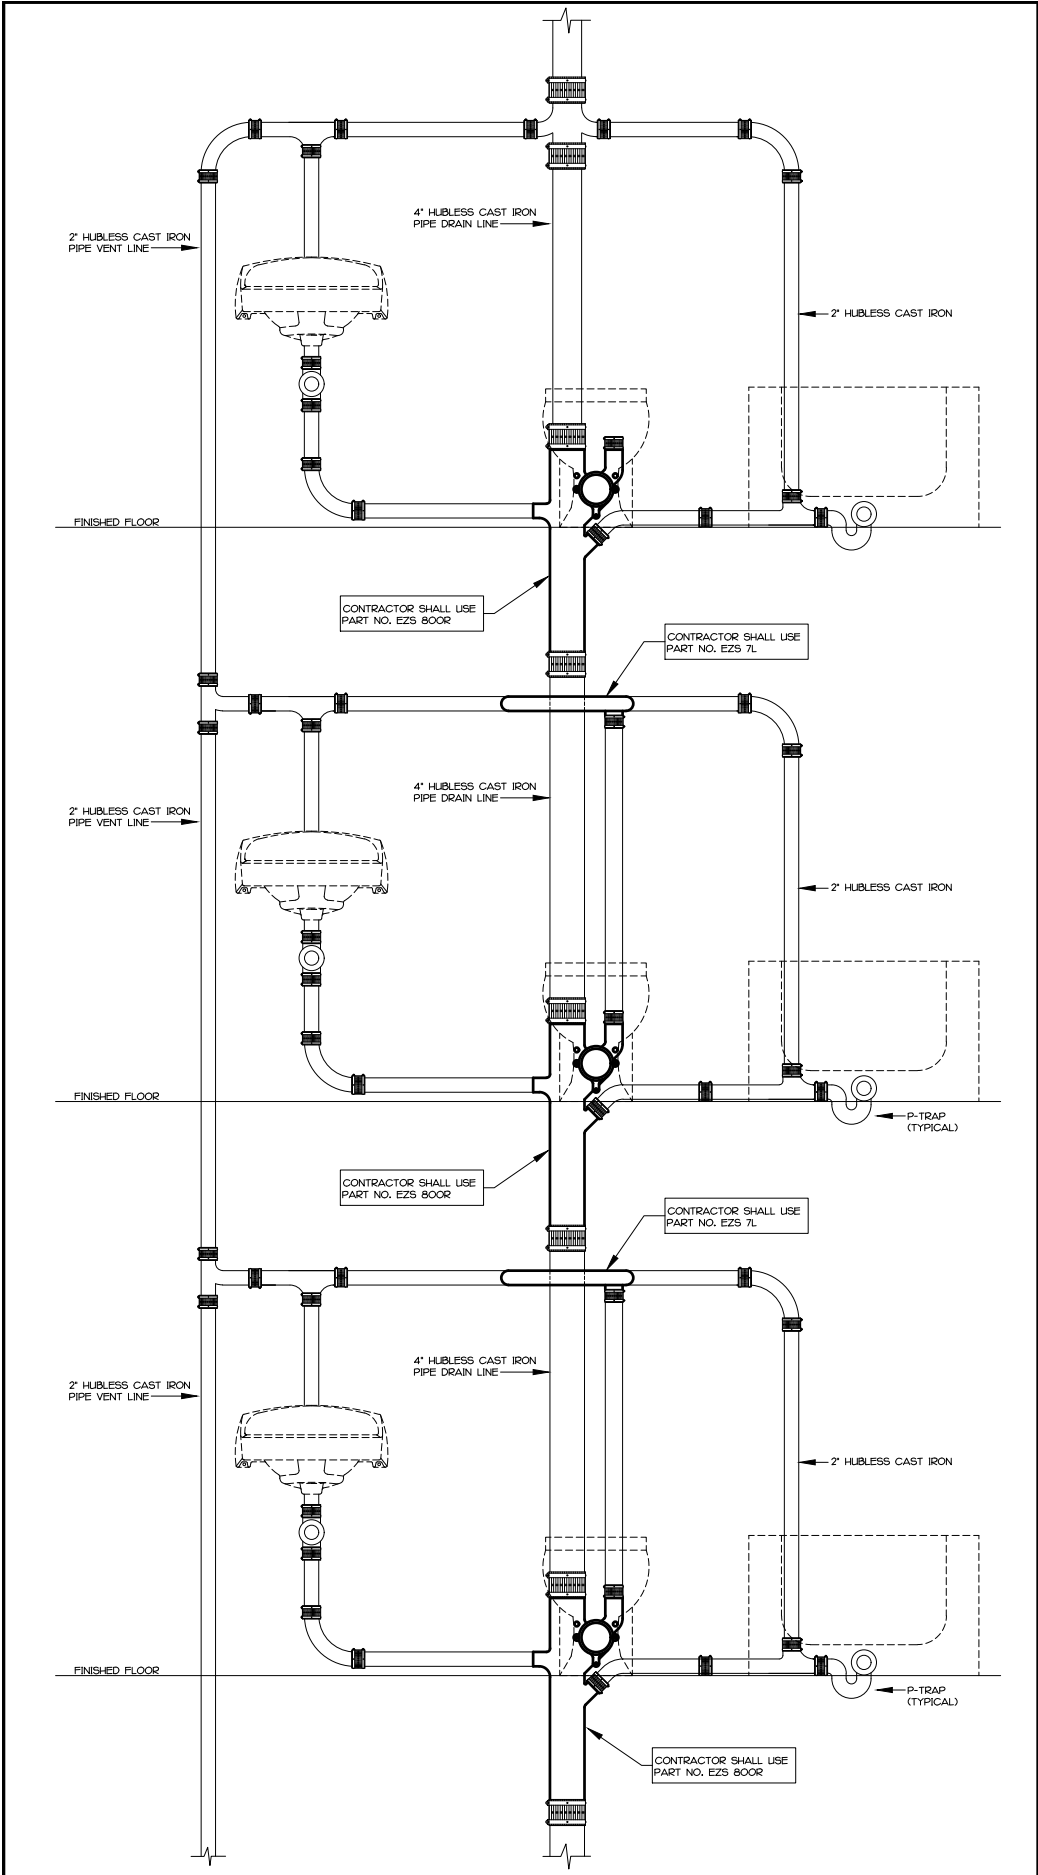 4" HUBLESS CAST IRON
PIPE DRAIN LINE
2" HUBLESS CAST IRON
PIPE VENT LINE
2" HUBLESS CAST IRON
FINISHED FLOOR
CONTRACTOR SHALL USE
PART NO. EZS 800R
CONTRACTOR SHALL USE
PART NO. EZS 7L
4" HUBLESS CAST IRON
PIPE DRAIN LINE
2" HUBLESS CAST IRON
PIPE VENT LINE
2" HUBLESS CAST IRON
FINISHED FLOOR
P-TRAP
(TYPICAL)
CONTRACTOR SHALL USE
PART NO. EZS 800R
CONTRACTOR SHALL USE
PART NO. EZS 7L
4" HUBLESS CAST IRON
PIPE DRAIN LINE
2" HUBLESS CAST IRON
PIPE VENT LINE
2" HUBLESS CAST IRON
FINISHED FLOOR
P-TRAP
(TYPICAL)
CONTRACTOR SHALL USE
PART NO. EZS 800R